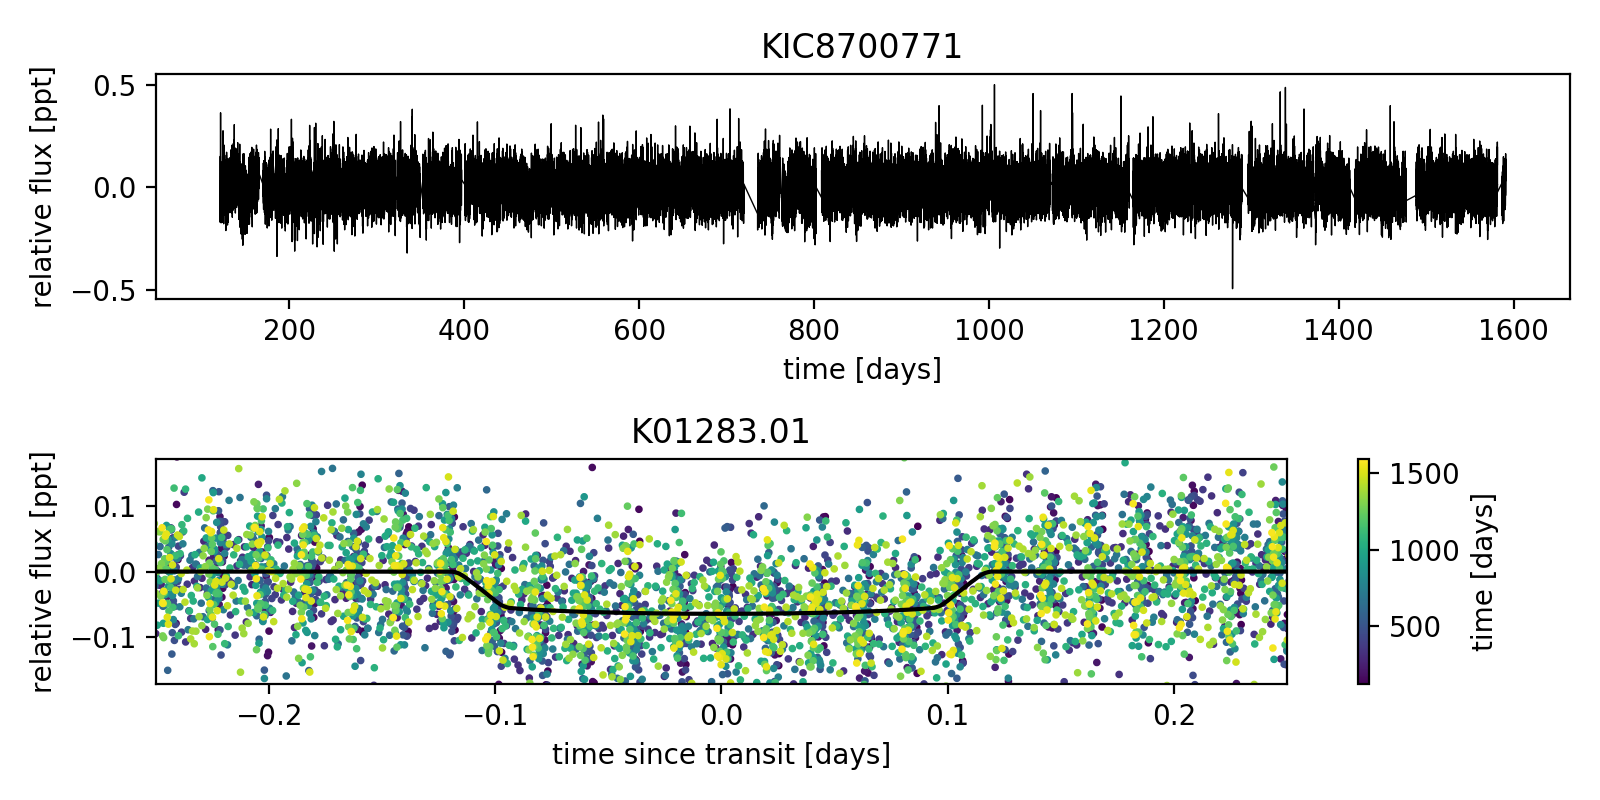 KIC8700771
relative flux [ppt]
0.5
0.0
−0.5
200 400 600 800 1000 1200 1400 1600
time [days]
K01283.01
relative flux [ppt]
0.1
0.0
−0.1
−0.2 −0.1 0.0 0.1 0.2
time since transit [days]
1500
1000
500
time [days]